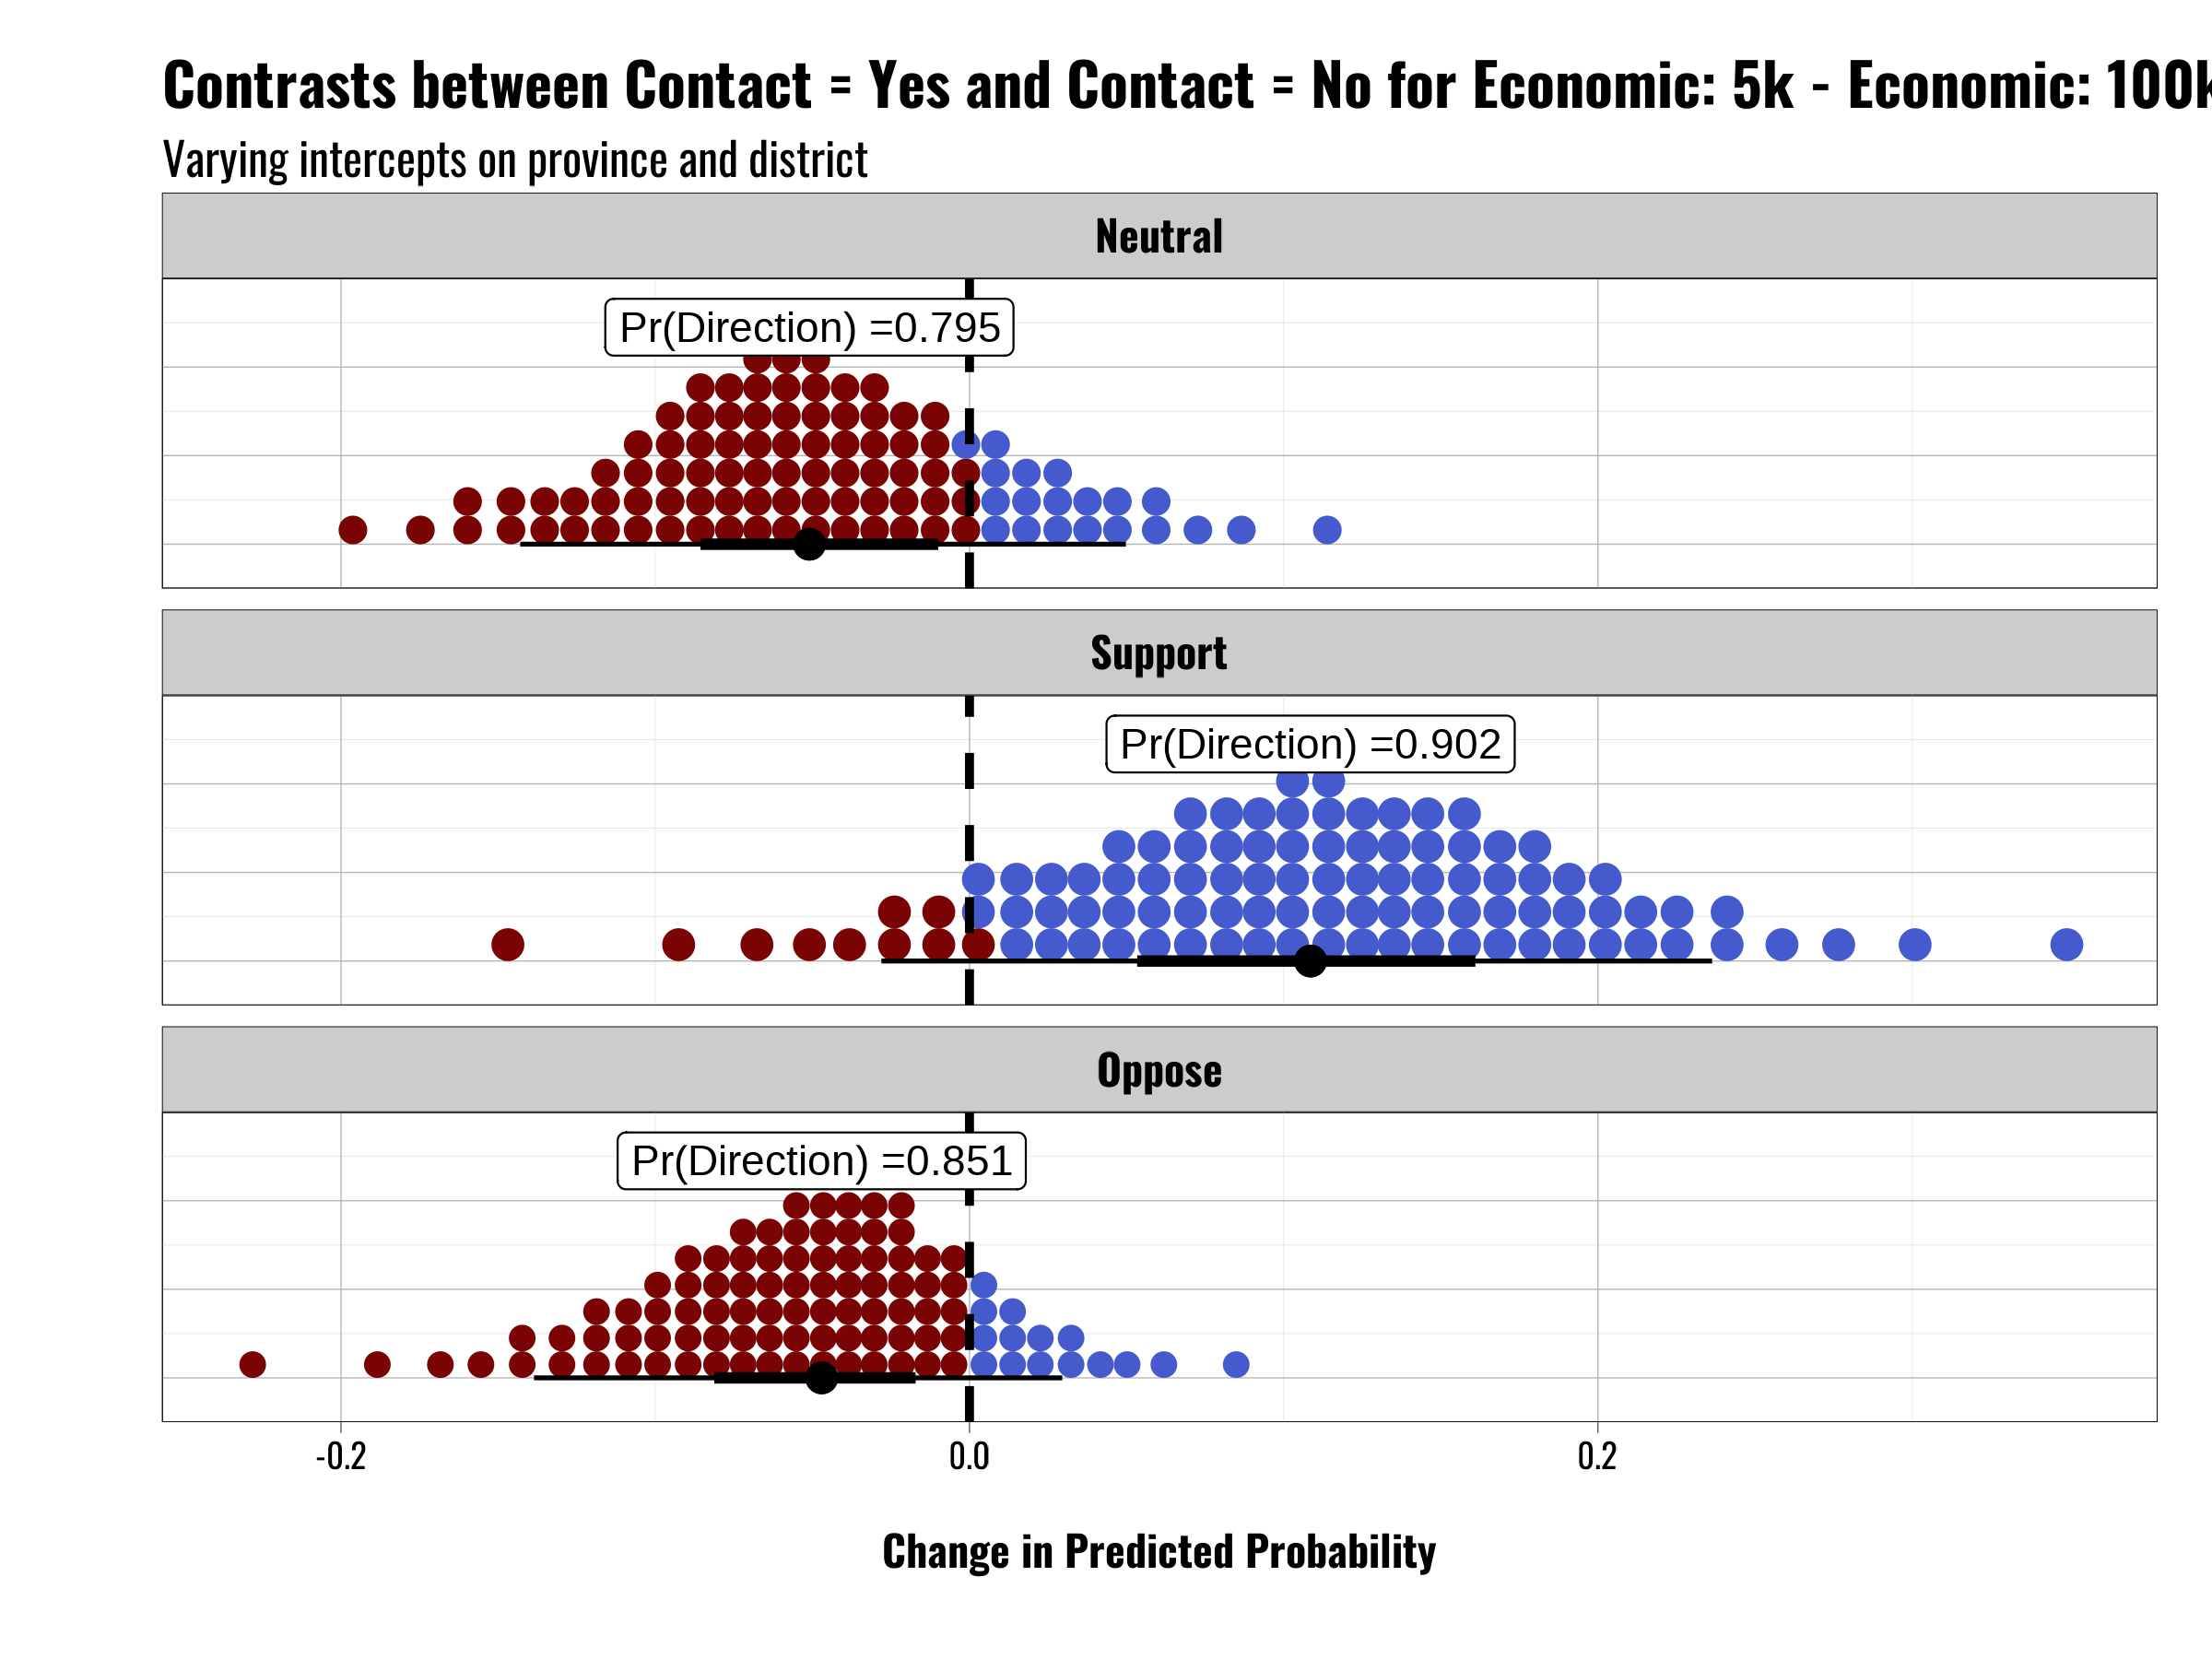 Contrasts between Contact = Yes and Contact = No for Economic: 5k - Economic: 100k
Varying intercepts on province and district
Neutral
Pr(Direction) =0.795
Support
Pr(Direction) =0.902
Oppose
Pr(Direction) =0.851
-0.2 0.0 0.2
Change in Predicted Probability